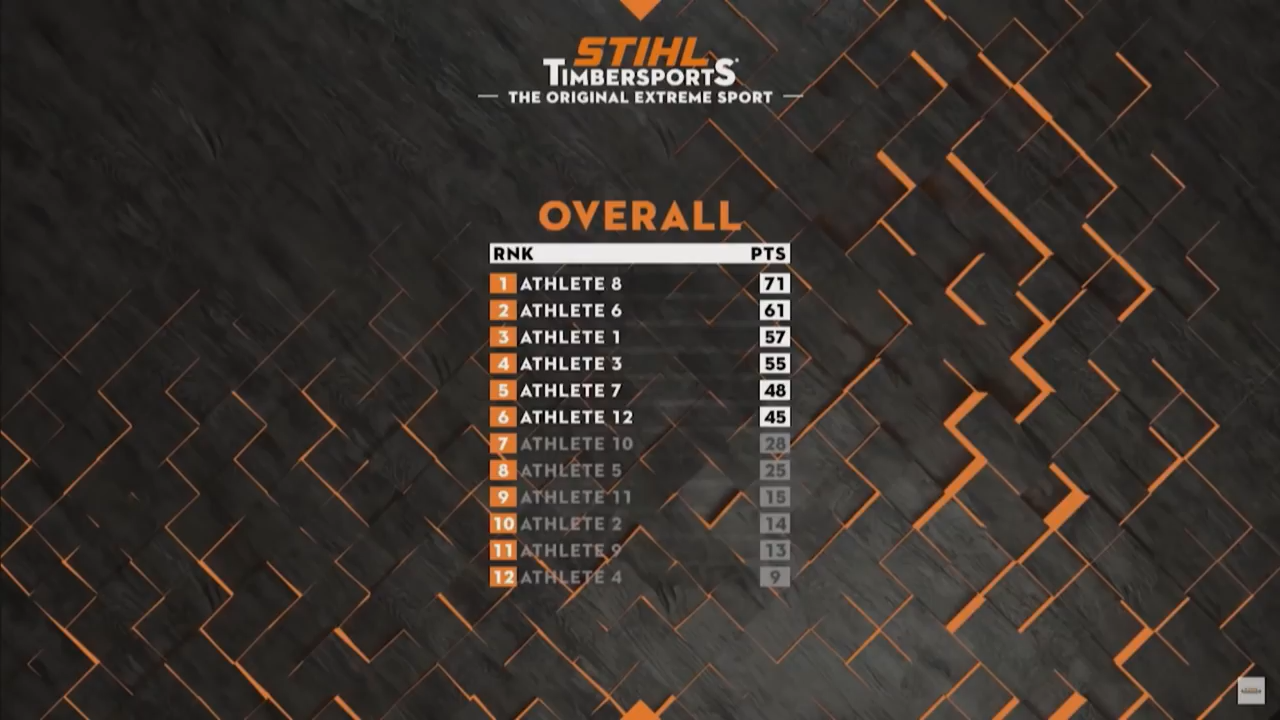 STIHL
TIMBERSPORTS
THE ORIGINAL EXTREME SPORT
OVERALL
RNK PTS
1 ATHLETE 8 71
2 ATHLETE 6 61
3 ATHLETE 1 57
4 ATHLETE 3 55
5 ATHLETE 7 48
6 ATHLETE 12 45
7 ATHLETE 10 28
8 ATHLETE 5 25
9 ATHLETE 11 15
10 ATHLETE 2 14
11 ATHLETE 9 13
12 ATHLETE 4 9